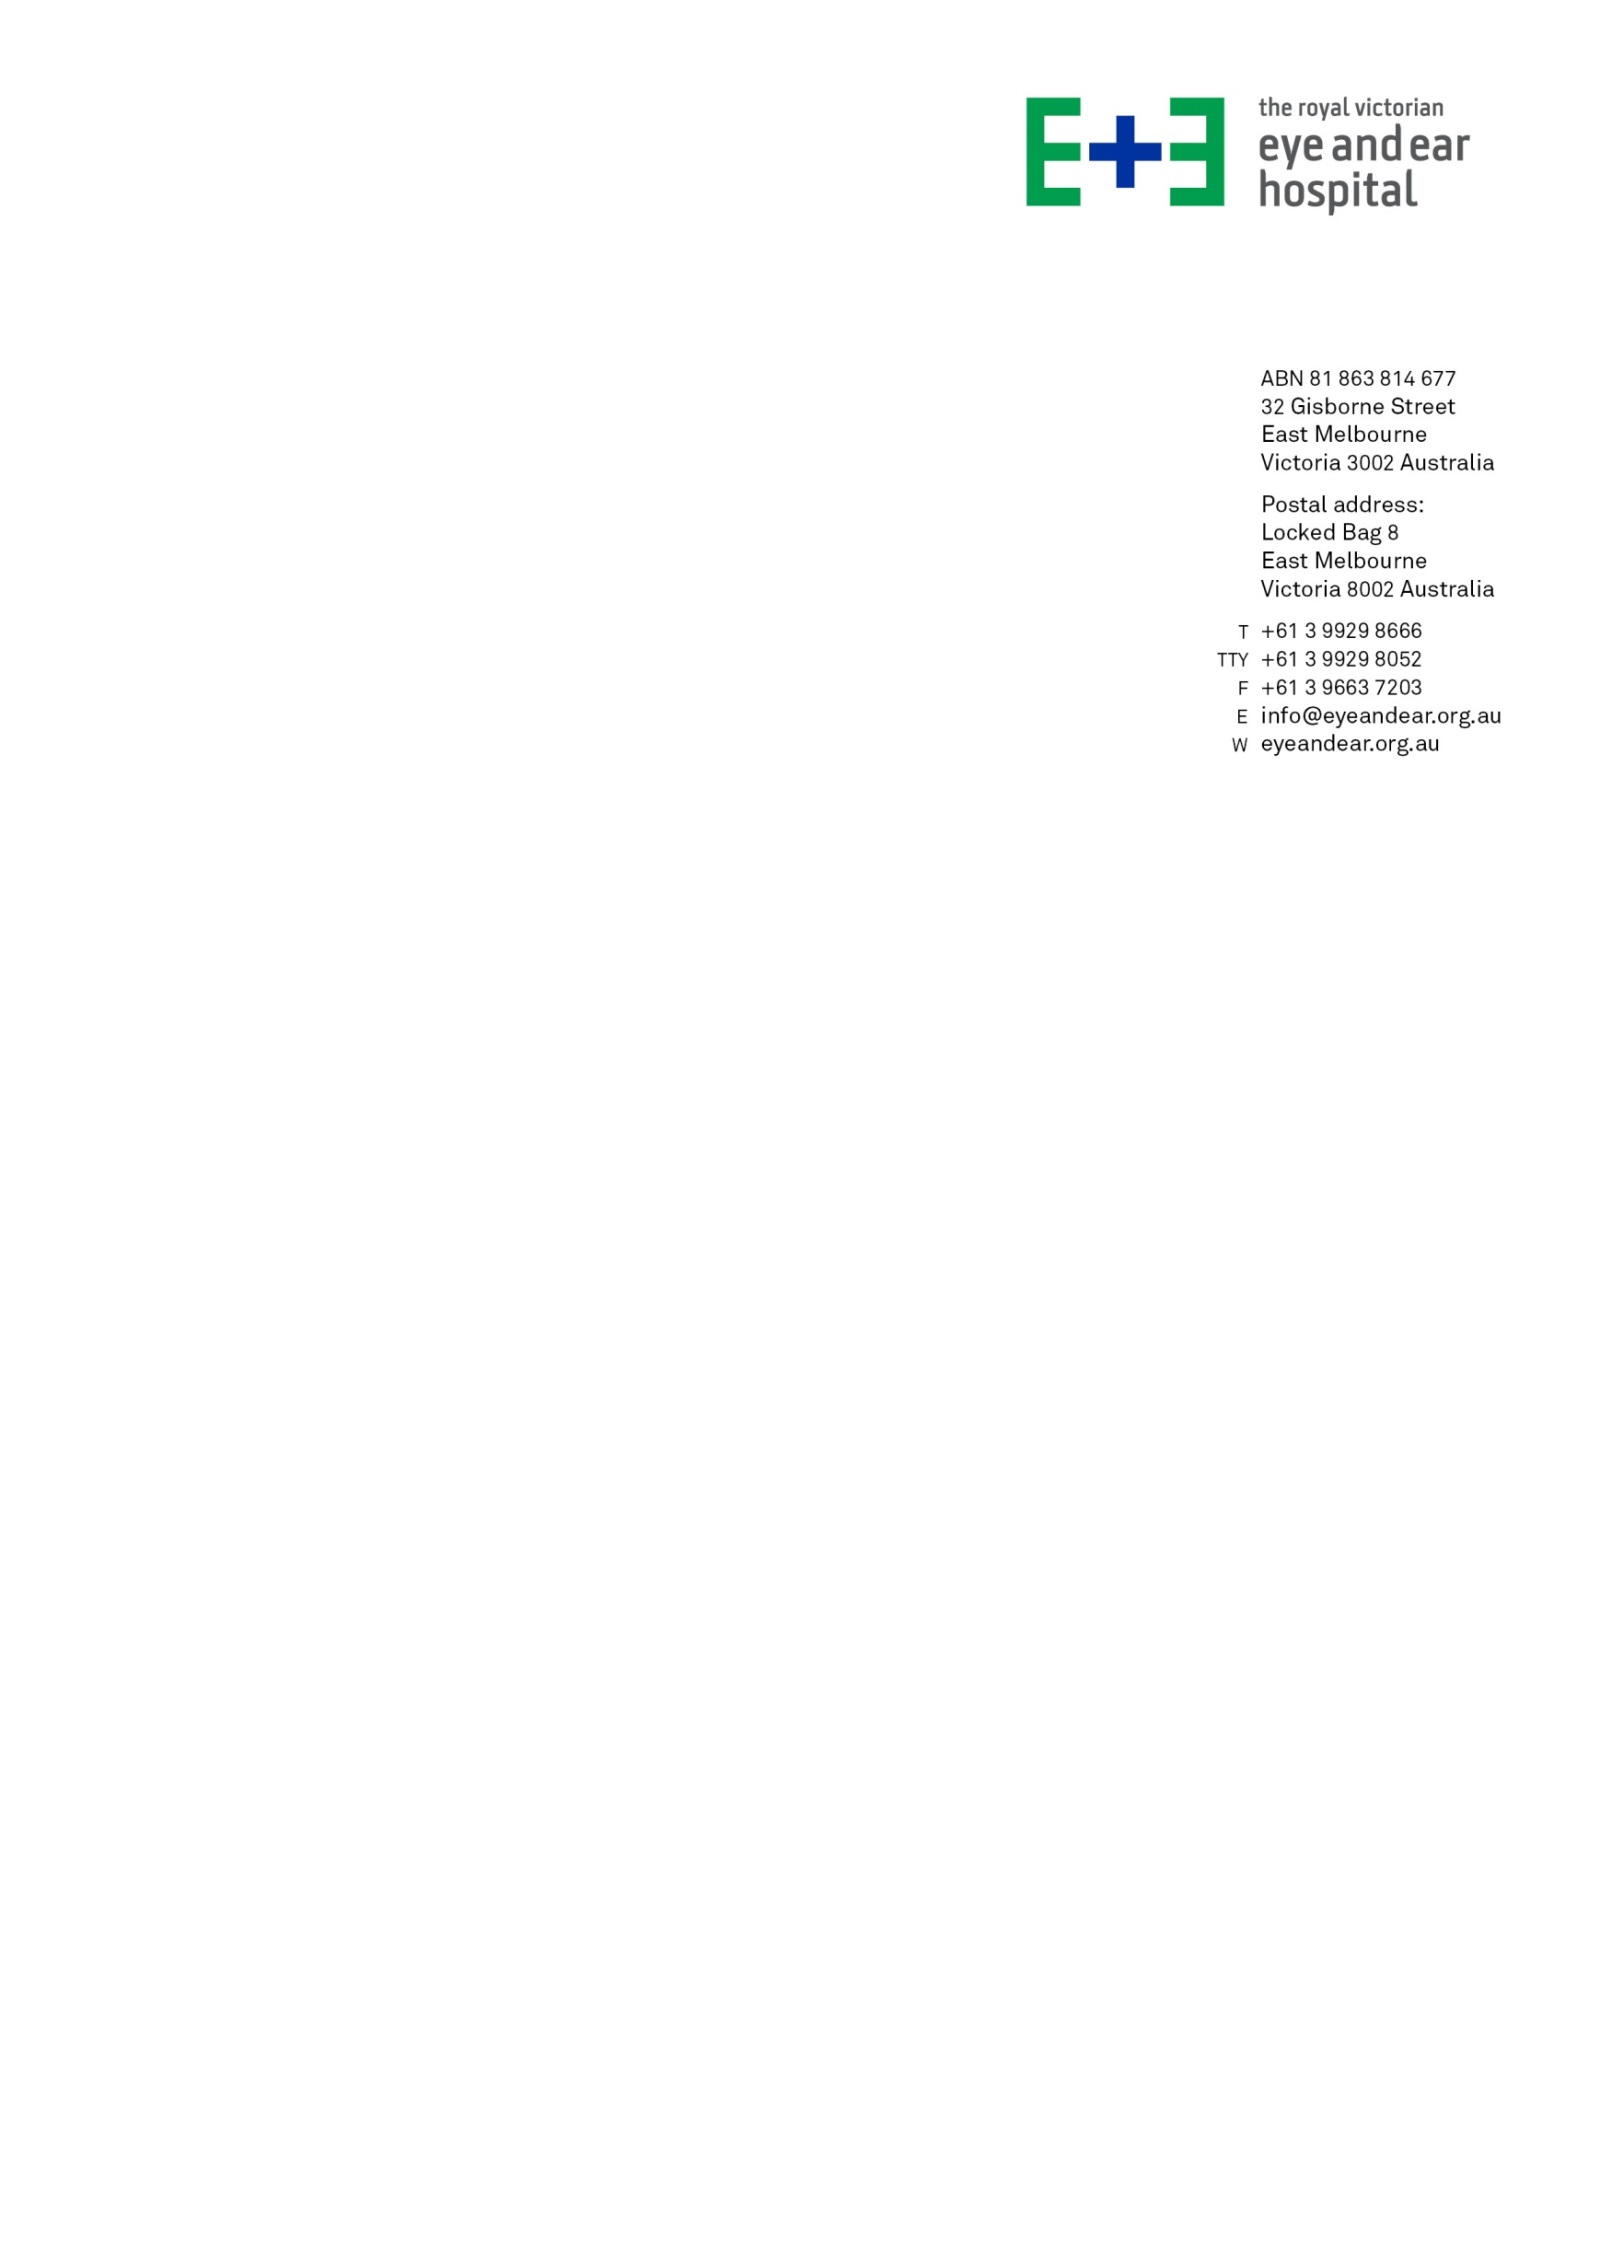 E+E
the royal victorian
eye and ear
hospital
ABN 81 863 814 677
32 Gisborne Street
East Melbourne
Victoria 3002 Australia
Postal address:
Locked Bag 8
East Melbourne
Victoria 8002 Australia
T +61 3 9929 8666
TTY +61 3 9929 8052
F +61 3 9663 7203
E info@eyeandear.org.au
W eyeandear.org.au